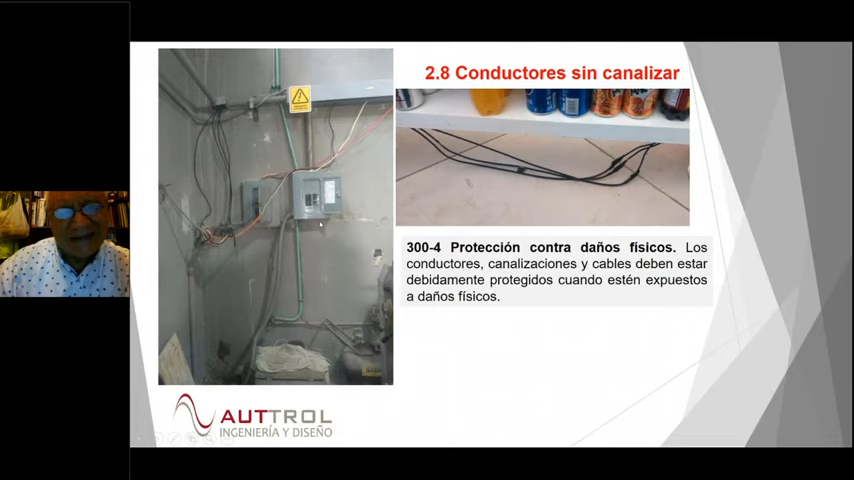 2.8 Conductores sin canalizar
300-4 Protección contra daños físicos. Los
conductores, canalizaciones y cables deben estar
debidamente protegidos cuando estén expuestos
a daños físicos.
AUTTROL
INGENIERÍA Y DISEÑO